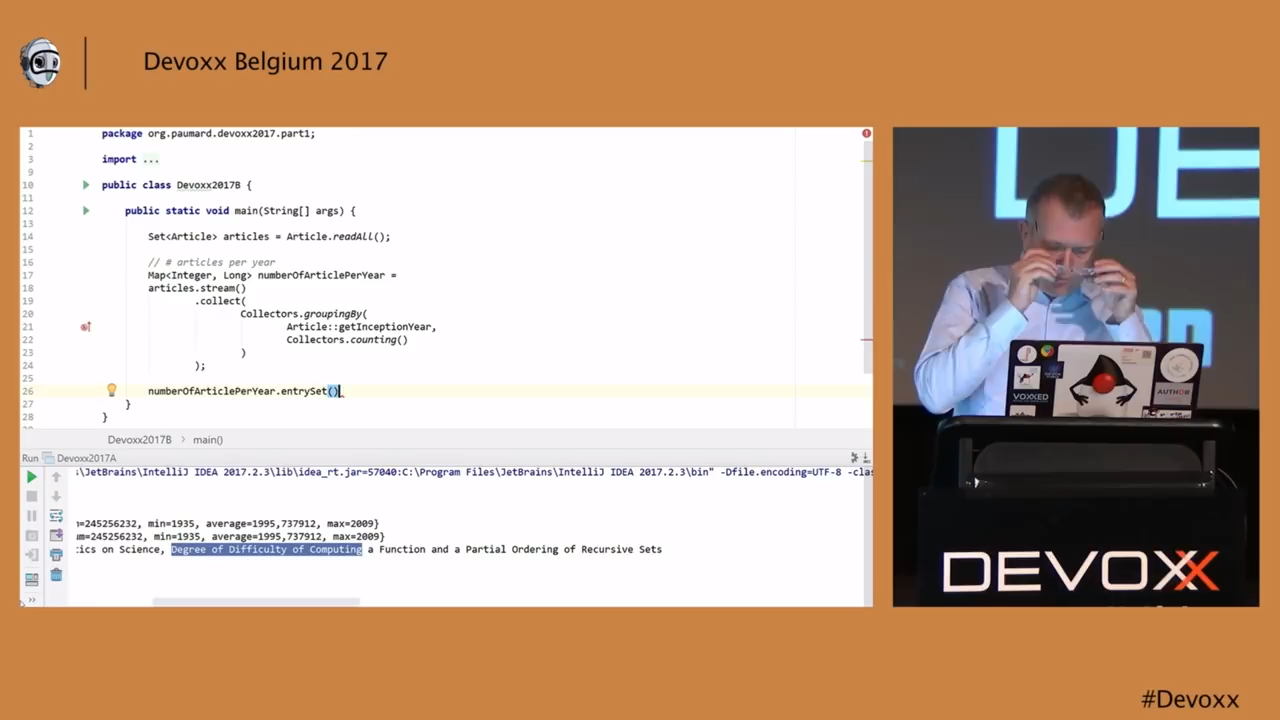 Devoxx Belgium 2017
1 package org.paumard.devoxx2017.part1;
2
3 import ...
9
10 public class Devoxx2017B {
11
12 public static void main(String[] args) {
13
14 Set<Article> articles = Article.readAll();
15
16 // # articles per year
17 Map<Integer, Long> numberOfArticlePerYear =
18 articles.stream()
19 .collect(
20 Collectors.groupingBy(
21 Article::getInceptionYear,
22 Collectors.counting()
23 )
24 );
25
26 numberOfArticlePerYear.entrySet()
27 }
28 }
Devoxx2017B > main()
Run Devoxx2017A
\JetBrains\IntelliJ IDEA 2017.2.3\lib\idea_rt.jar=57040:C:\Program Files\JetBrains\IntelliJ IDEA 2017.2.3\bin" -Dfile.encoding=UTF-8 -clas
=245256232, min=1935, average=1995,737912, max=2009}
m=245256232, min=1935, average=1995,737912, max=2009}
ics on Science, Degree of Difficulty of Computing a Function and a Partial Ordering of Recursive Sets
DE
VOXXED
AUTHOR
DEVOXX
#Devoxx